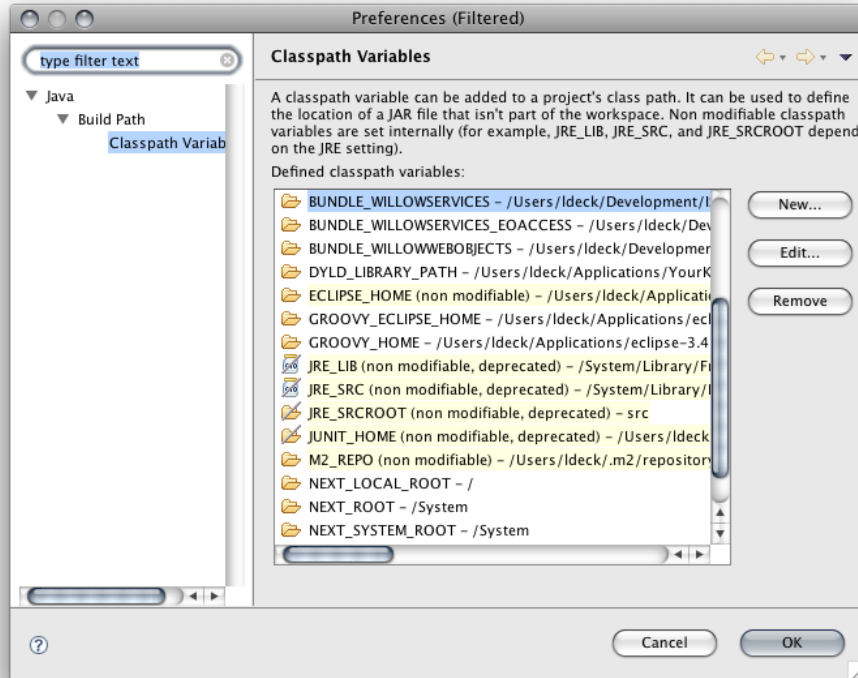 Preferences (Filtered)
type filter text
Java
Build Path
Classpath Variab
Classpath Variables
A classpath variable can be added to a project's class path. It can be used to define
the location of a JAR file that isn't part of the workspace. Non modifiable classpath
variables are set internally (for example, JRE_LIB, JRE_SRC, and JRE_SRCROOT depend
on the JRE setting).
Defined classpath variables:
BUNDLE_WILLOWSERVICES – /Users/ldeck/Development/
BUNDLE_WILLOWSERVICES_EOACCESS – /Users/ldeck/Dev
BUNDLE_WILLOWWEBOBJECTS – /Users/ldeck/Developmer
DYLD_LIBRARY_PATH – /Users/ldeck/Applications/YourK
ECLIPSE_HOME (non modifiable) – /Users/ldeck/Applicati
GROOVY_ECLIPSE_HOME – /Users/ldeck/Applications/ecl
GROOVY_HOME – /Users/ldeck/Applications/eclipse-3.4
JRE_LIB (non modifiable, deprecated) – /System/Library/Fr
JRE_SRC (non modifiable, deprecated) – /System/Library/
JRE_SRCROOT (non modifiable, deprecated) – src
JUNIT_HOME (non modifiable, deprecated) – /Users/ldeck
M2_REPO (non modifiable) – /Users/ldeck/.m2/repository
NEXT_LOCAL_ROOT – /
NEXT_ROOT – /System
NEXT_SYSTEM_ROOT – /System
New...
Edit...
Remove
Cancel
OK